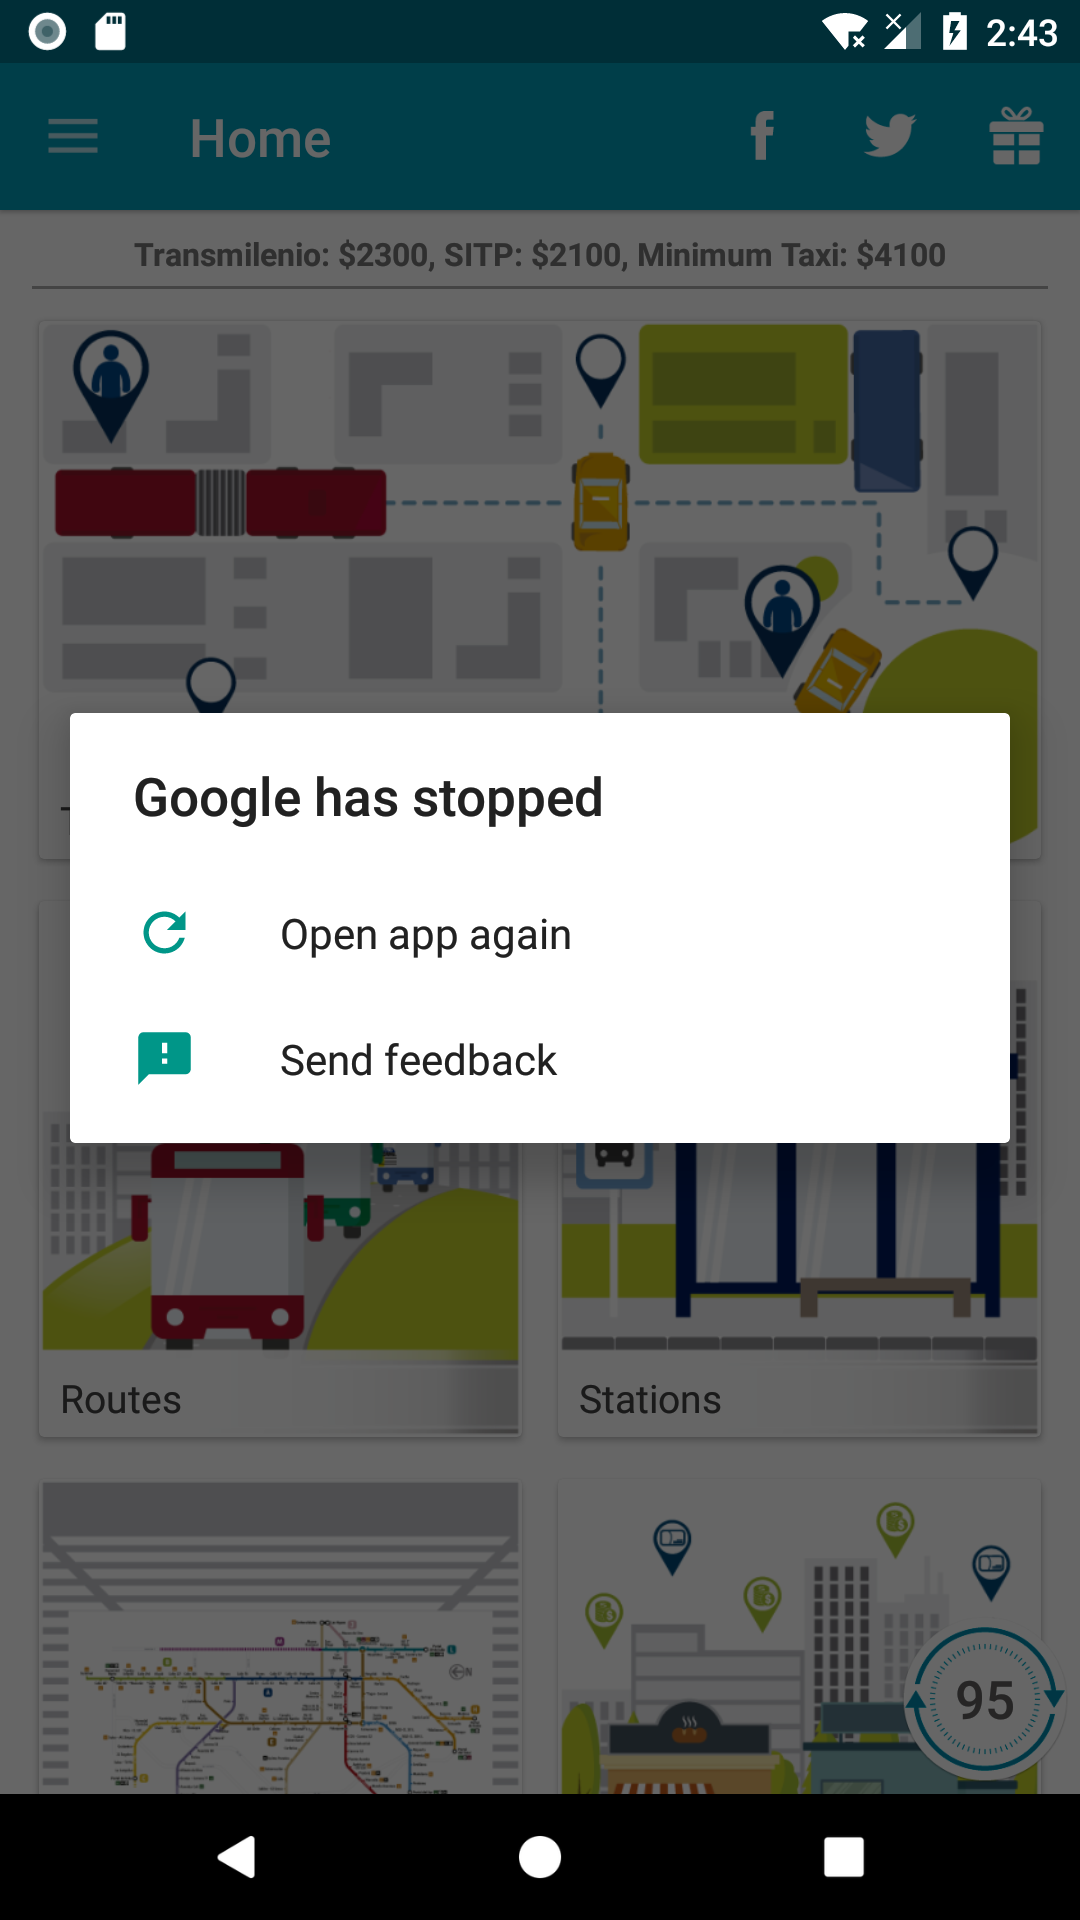 2:43
Home
Transmilenio: $2300, SITP: $2100, Minimum Taxi: $4100
Google has stopped
Open app again
Send feedback
Routes
Stations
95